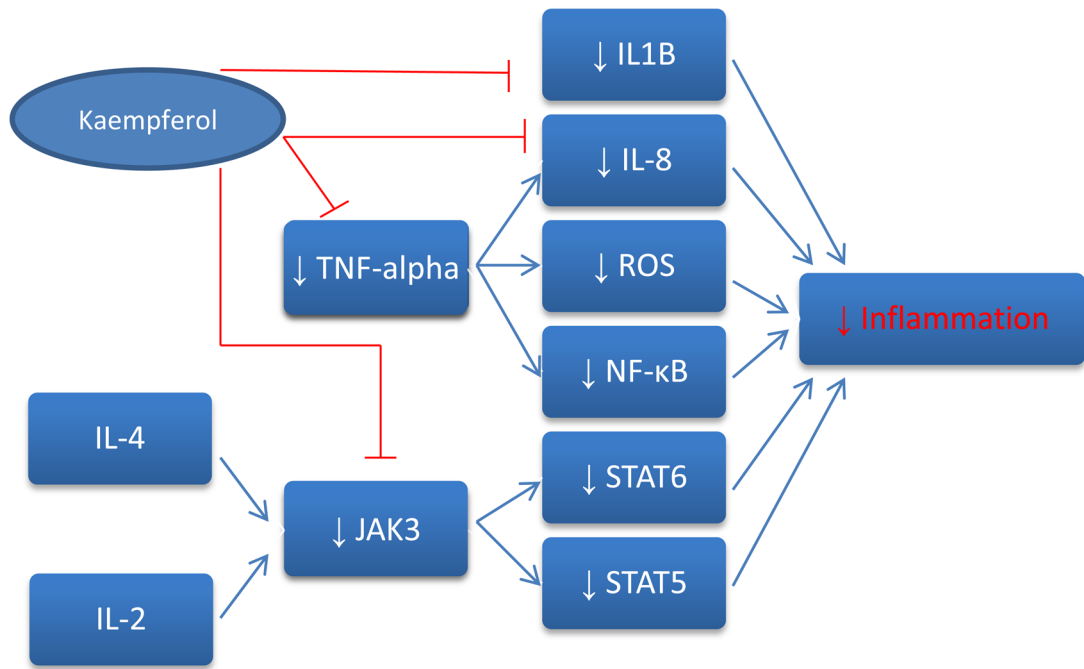 ↓ IL1B
Kaempferol
↓ IL-8
↓ TNF-alpha
↓ ROS
↓ Inflammation
↓ NF-κB
IL-4
↓ STAT6
↓ JAK3
↓ STAT5
IL-2